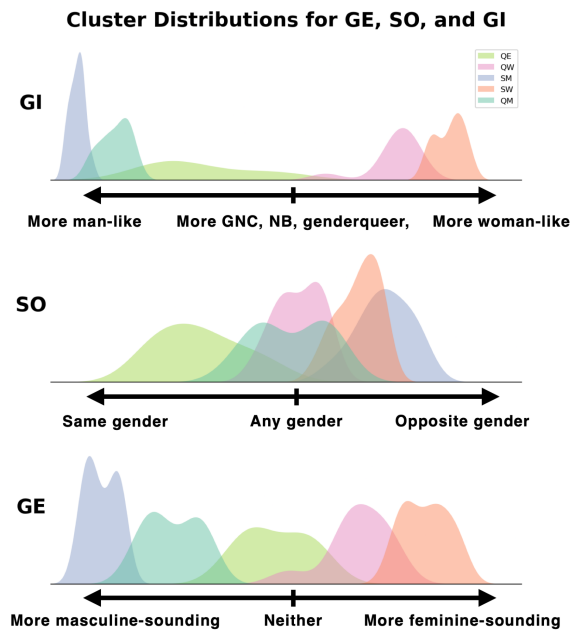 Cluster Distributions for GE, SO, and GI
QE
QW
SM
SW
QM
GI
More man-like More GNC, NB, genderqueer, More woman-like
SO
Same gender Any gender Opposite gender
GE
More masculine-sounding Neither More feminine-sounding